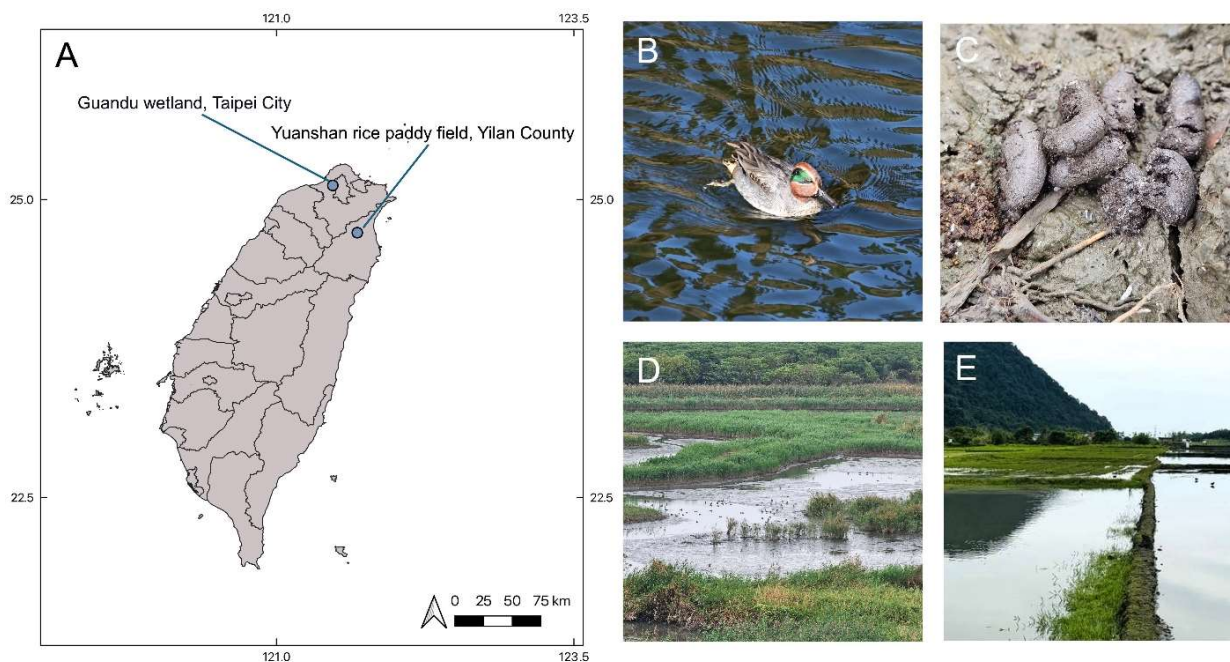 121.0 123.5
A
Guandu wetland, Taipei City
Yuanshan rice paddy field, Yilan County
25.0 25.0
22.5 22.5
0 25 50 75 km
121.0 123.5
B
C
D
E